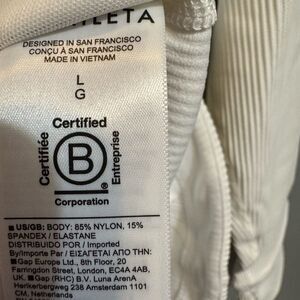 LETA
DESIGNED IN SAN FRANCISCO
CONÇU À SAN FRANCISCO
MADE IN VIETNAM
L
G
Certified
Certifiée
B
Entreprise
Corporation
US/GB: BODY: 85% NYLON, 15%
SPANDEX / ELASTANE
DISTRIBUIDO POR / Imported
By/Importe Par / ΕΙΣΑΓΕΤΑΙ ΑΠΟ ΤΗΝ:
Gap Europe Ltd., 8th Floor, 20
Farringdon Street, London, EC4A 4AB,
UK. Gap (RHC) B.V. Luna ArenA
Herikerbergweg 238 Amsterdam 1101
CM, Netherlands